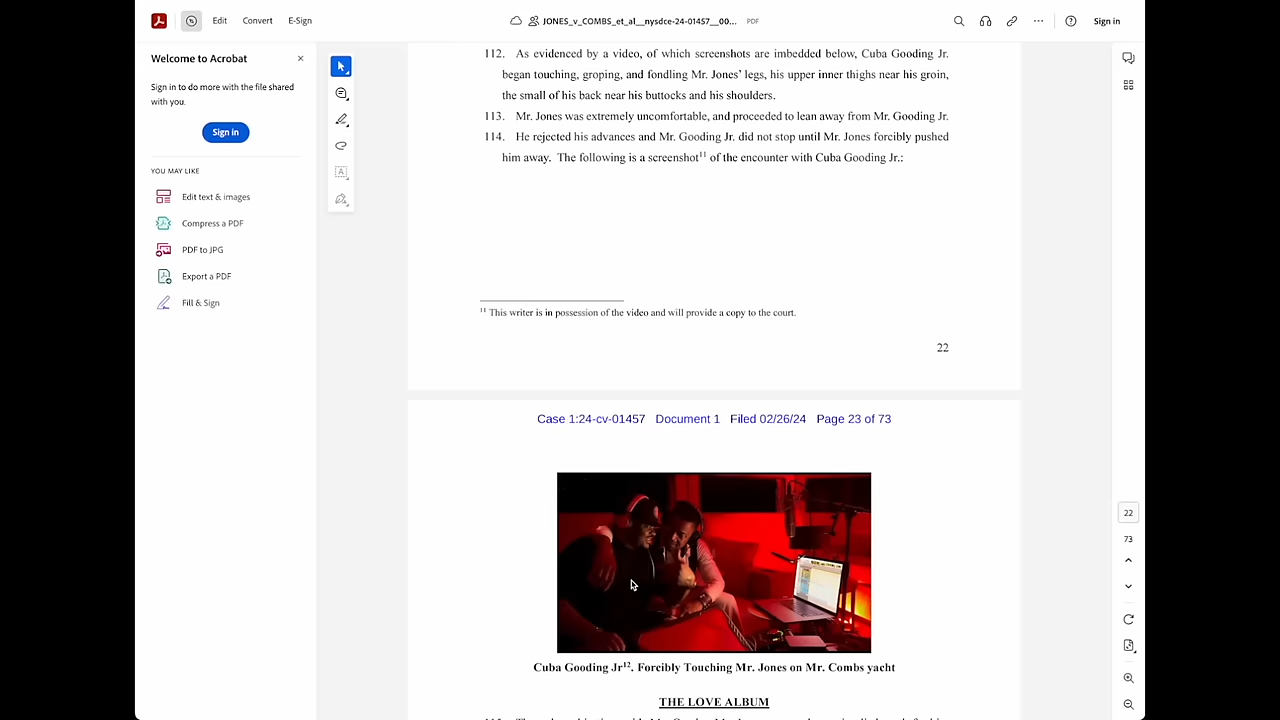 Edit
Convert
E-Sign
JONES_v_COMBS_et_al__nysdce-24-01457__00...
PDF
Sign in
Welcome to Acrobat
Sign in to do more with the file shared
with you.
Sign in
YOU MAY LIKE
Edit text & images
Compress a PDF
PDF to JPG
Export a PDF
Fill & Sign
112. As evidenced by a video, of which screenshots are imbedded below, Cuba Gooding Jr.
began touching, groping, and fondling Mr. Jones' legs, his upper inner thighs near his groin,
the small of his back near his buttocks and his shoulders.
113. Mr. Jones was extremely uncomfortable, and proceeded to lean away from Mr. Gooding Jr.
114. He rejected his advances and Mr. Gooding Jr. did not stop until Mr. Jones forcibly pushed
him away. The following is a screenshot11 of the encounter with Cuba Gooding Jr.:
11 This writer is in possession of the video and will provide a copy to the court.
22
Case 1:24-cv-01457 Document 1 Filed 02/26/24 Page 23 of 73
Cuba Gooding Jr12. Forcibly Touching Mr. Jones on Mr. Combs yacht
THE LOVE ALBUM
22
73